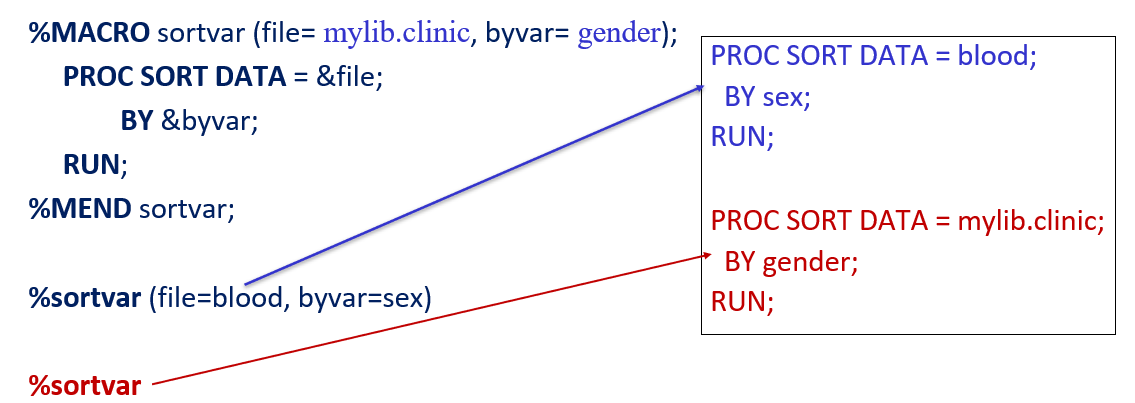 %MACRO sortvar (file= mylib.clinic, byvar= gender);
PROC SORT DATA = &file;
BY &byvar;
RUN;
%MEND sortvar;
%sortvar (file=blood, byvar=sex)
%sortvar
PROC SORT DATA = blood;
BY sex;
RUN;
PROC SORT DATA = mylib.clinic;
BY gender;
RUN;